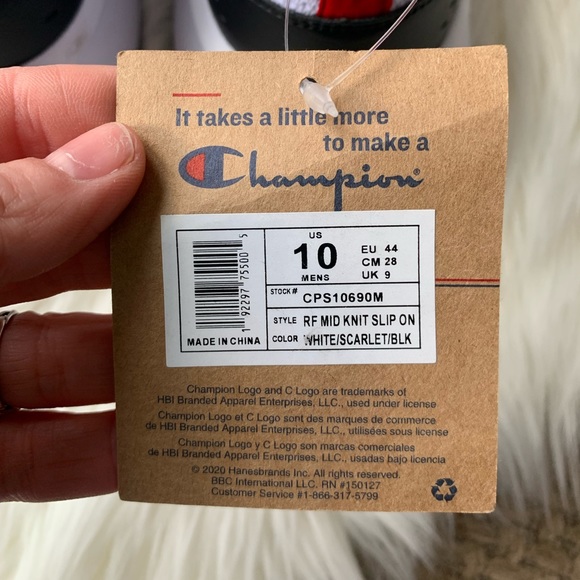 It takes a little more
to make a
Champion
US
10
MENS
EU 44
CM 28
UK 9
STOCK# CPS10690M
STYLE RF MID KNIT SLIP ON
COLOR WHITE/SCARLET/BLK
1 92297 75500 5
MADE IN CHINA
Champion Logo and C Logo are trademarks of
HBI Branded Apparel Enterprises, LLC., used under license
Champion Logo et C Logo sont des marques de commerce
de HBI Branded Apparel Enterprises, LLC., utilisées sous license
Champion Logo y C Logo son marcas comerciales
de HBI Branded Apparel Enterprises, LLC., usadas bajo licencia
© 2020 Hanesbrands Inc. All rights reserved.
BBC International LLC. RN #150127
Customer Service #1-866-317-5799